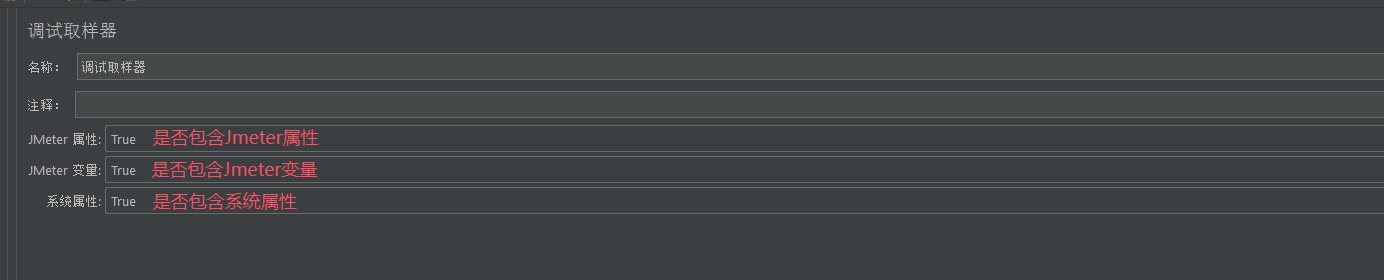 调试取样器
名称： 调试取样器
注释：
JMeter 属性: True 是否包含Jmeter属性
JMeter 变量: True 是否包含Jmeter变量
系统属性: True 是否包含系统属性